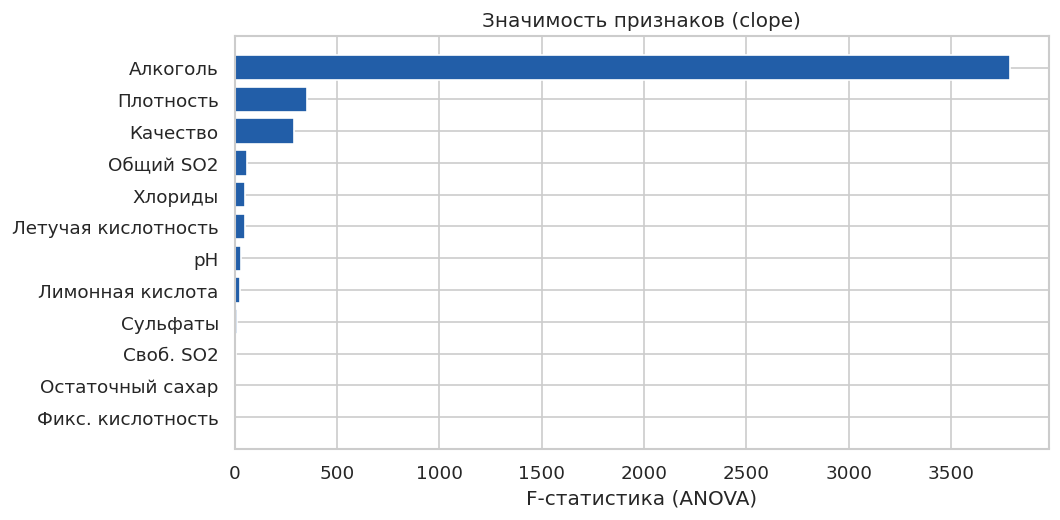 Значимость признаков (clope)
Алкоголь
Плотность
Качество
Общий SO2
Хлориды
Летучая кислотность
pH
Лимонная кислота
Сульфаты
Своб. SO2
Остаточный сахар
Фикс. кислотность
0 500 1000 1500 2000 2500 3000 3500
F-статистика (ANOVA)